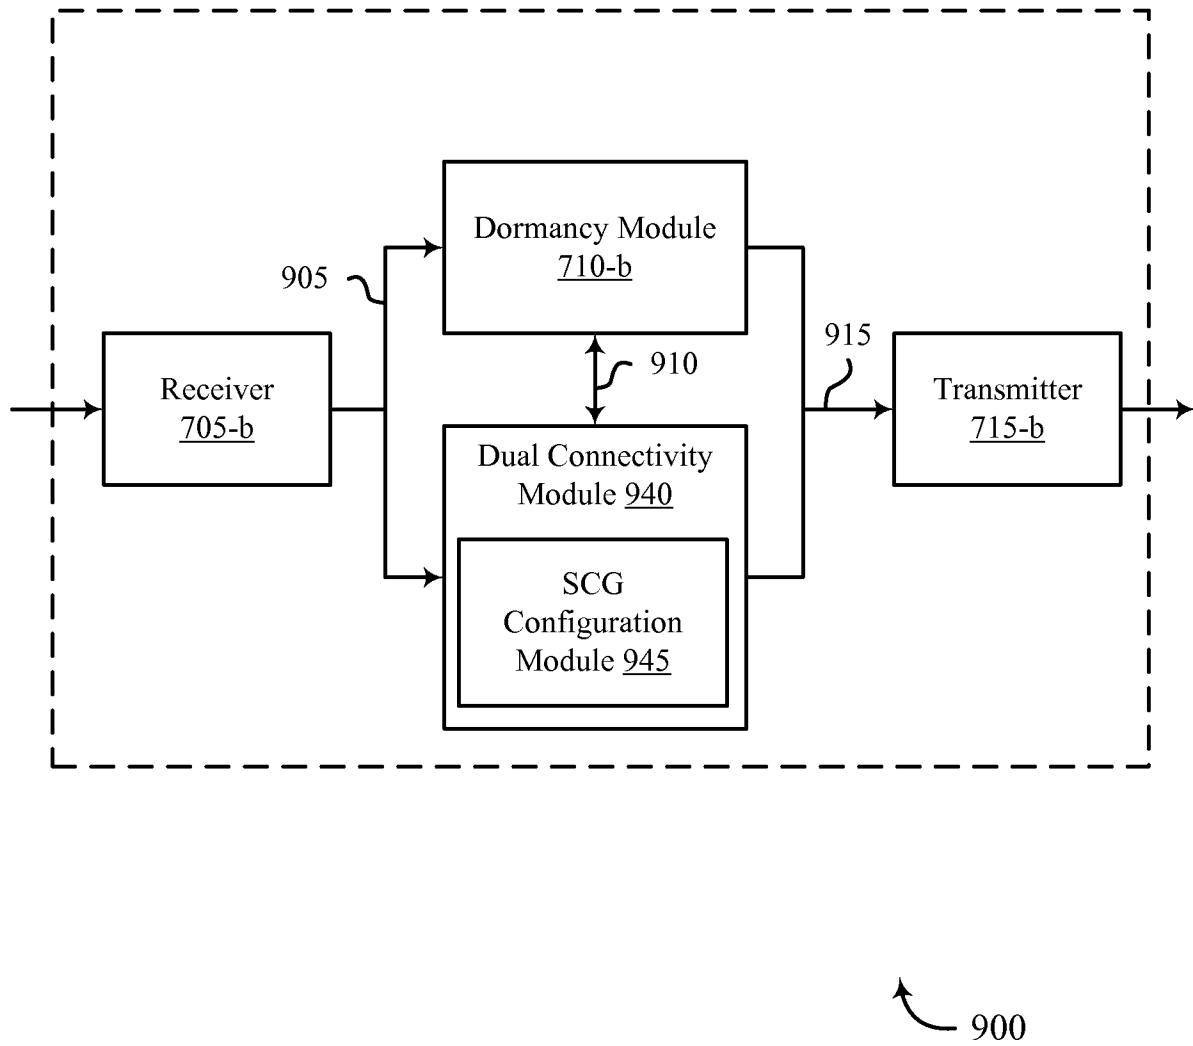 Dormancy Module
710-b
905
910
915
Receiver
705-b
Transmitter
715-b
Dual Connectivity
Module 940
SCG
Configuration
Module 945
900